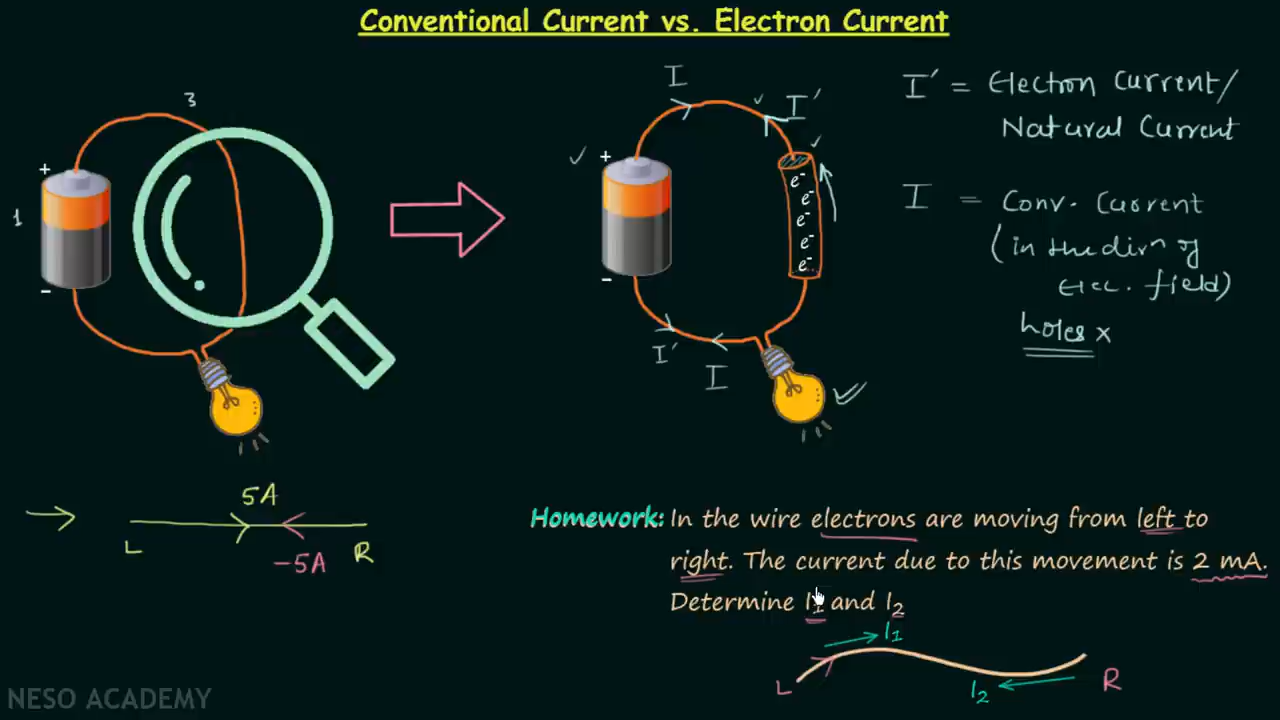 Conventional Current vs. Electron Current
3
+
1
-
I
I'
+
e-
e-
e-
e-
e-
-
I'
I
I' = Electron Current/
Natural Current
I = Conv. Current
(in the dirn of
Elec. field)
holes x
5A
L
-5A
R
Homework: In the wire electrons are moving from left to
right. The current due to this movement is 2 mA.
Determine I1 and I2
I1
L
I2
R
NESO ACADEMY